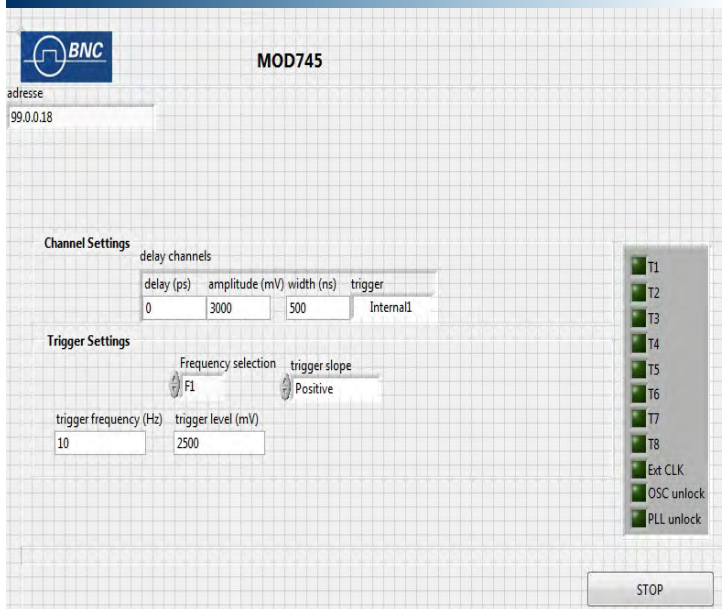 BNC
MOD745
adresse
99.0.0.18
Channel Settings
delay channels
delay (ps) amplitude (mV) width (ns) trigger
0 3000 500 Internal1
Trigger Settings
Frequency selection trigger slope
F1 Positive
trigger frequency (Hz) trigger level (mV)
10 2500
T1
T2
T3
T4
T5
T6
T7
T8
Ext CLK
OSC unlock
PLL unlock
STOP